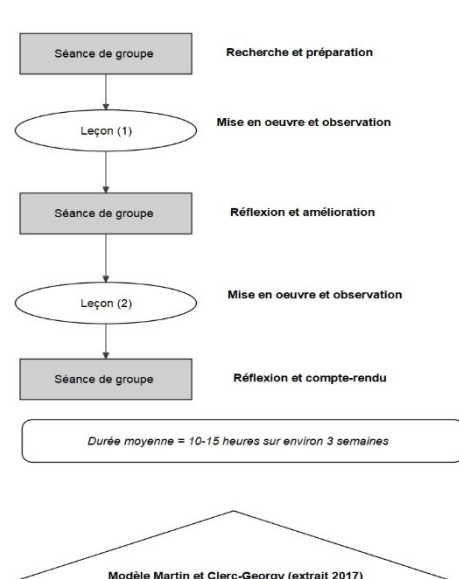 Séance de groupe
Recherche et préparation
Leçon (1)
Mise en oeuvre et observation
Séance de groupe
Réflexion et amélioration
Leçon (2)
Mise en oeuvre et observation
Séance de groupe
Réflexion et compte-rendu
Durée moyenne = 10-15 heures sur environ 3 semaines
Modèle Martin et Clerc-Georgy (extrait 2017)